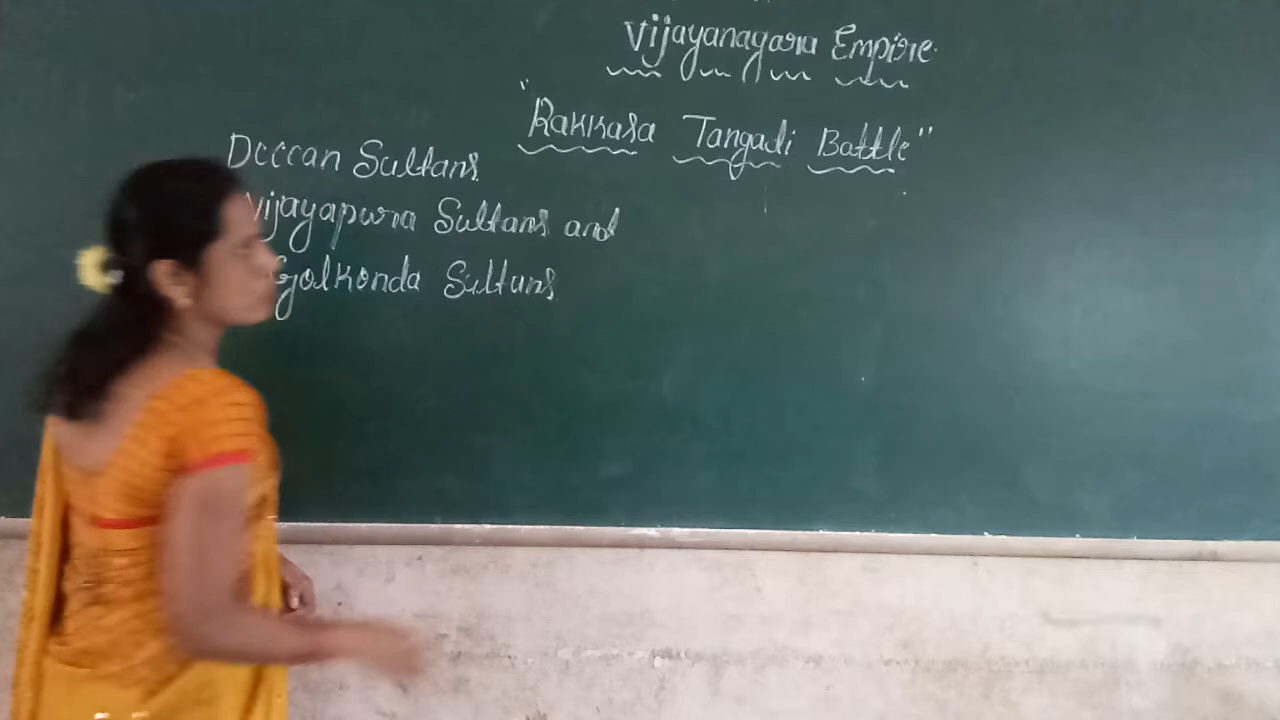 Vijayanagara Empire
"Rakkasa Tangadi Battle"
Deccan Sultans
Vijayapura Sultans and
Golkonda Sultans